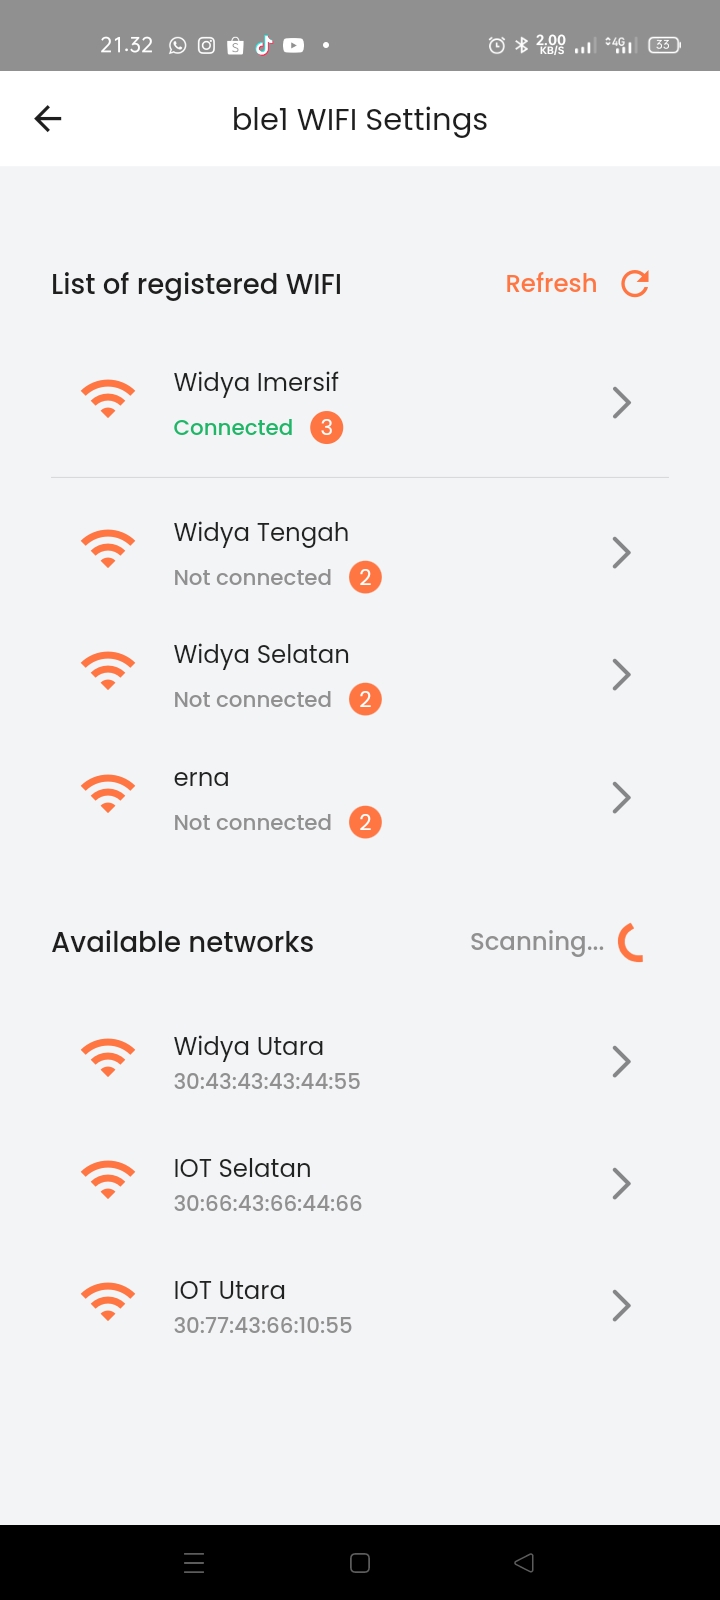 21.32 2.00 KB/S 4G 33
ble1 WIFI Settings
List of registered WIFI Refresh
Widya Imersif
Connected 3
Widya Tengah
Not connected 2
Widya Selatan
Not connected 2
erna
Not connected 2
Available networks Scanning...
Widya Utara
30:43:43:43:44:55
IOT Selatan
30:66:43:66:44:66
IOT Utara
30:77:43:66:10:55